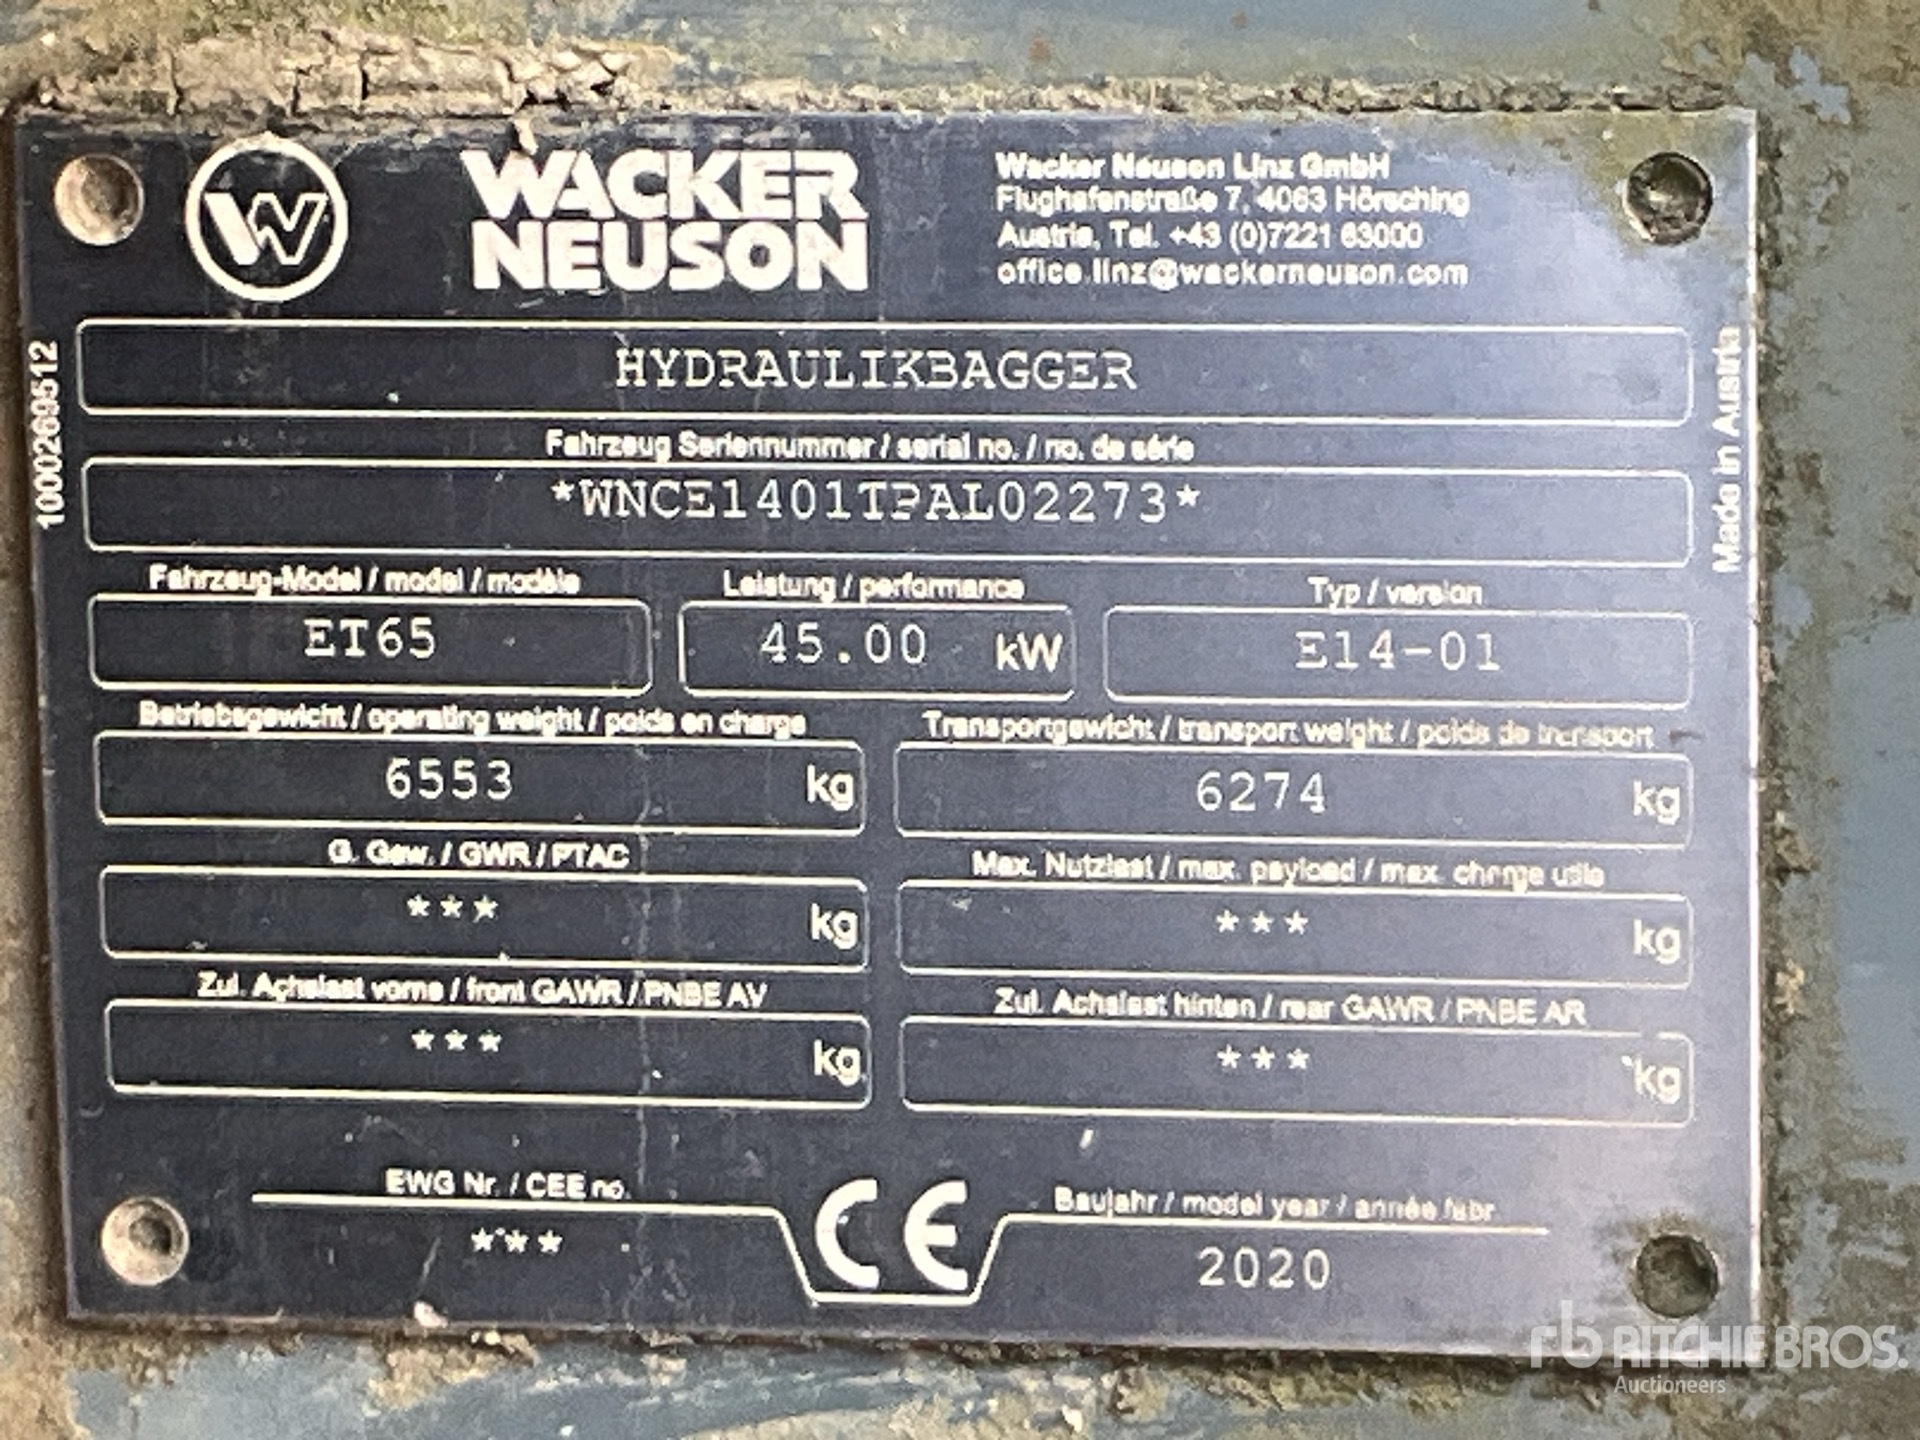 WACKER
NEUSON
Wacker Neuson Linz GmbH
Flughafenstraße 7, 4063 Hörsching
Austria, Tel. +43 (0)7221 63000
office.linz@wackerneuson.com
1000269512
Made in Austria
HYDRAULIKBAGGER
Fahrzeug Seriennummer / serial no. / no. de série
*WNCE1401TPAL02273*
Fahrzeug-Model / model / modèle
ET65
Leistung / performance
45.00 kW
Typ / version
E14-01
Betriebsgewicht / operating weight / poids en charge
6553 kg
Transportgewicht / transport weight / poids de transport
6274 kg
G. Gew. / GWR / PTAC
*** kg
Max. Nutzlast / max. payload / max. charge utile
*** kg
Zul. Achslast vorne / front GAWR / PNBE AV
*** kg
Zul. Achslast hinten / rear GAWR / PNBE AR
*** kg
EWG Nr. / CEE no.
***
CE
Baujahr / model year / année fabr
2020
rb RITCHIE BROS.
Auctioneers